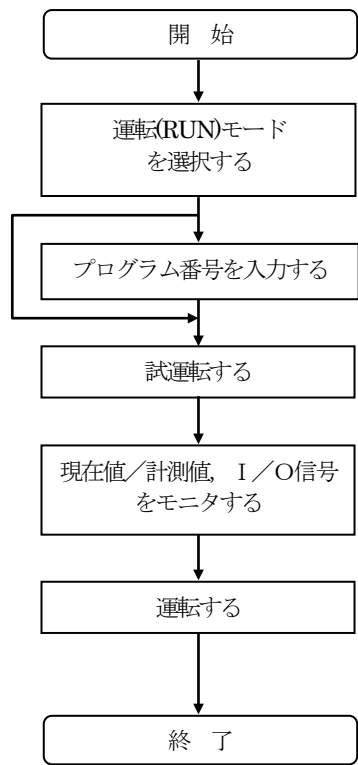 開　始
運転(RUN)モード
を選択する
プログラム番号を入力する
試運転する
現在値／計測値，Ｉ／Ｏ信号
をモニタする
運転する
終　了